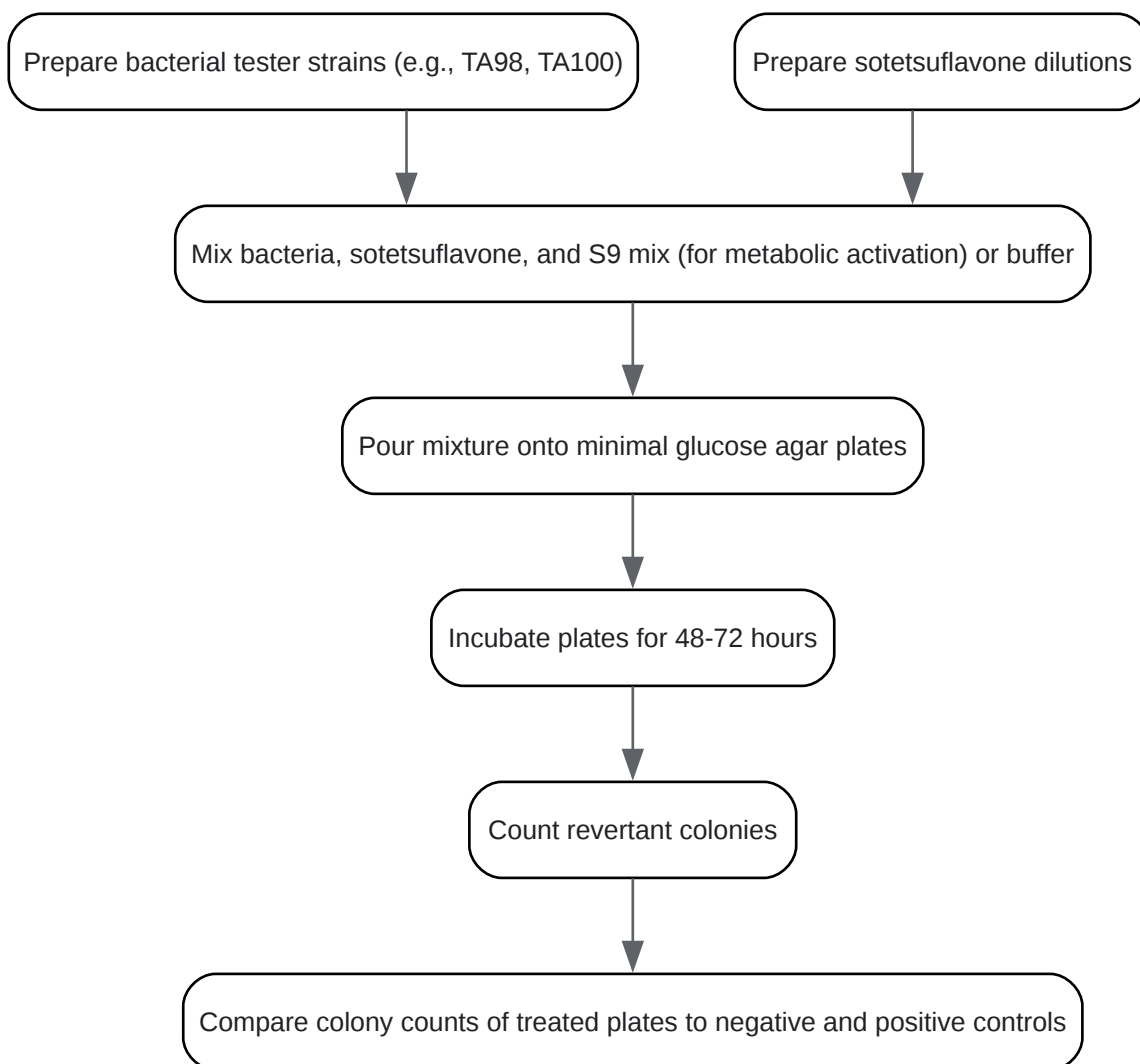 Prepare bacterial tester strains (e.g., TA98, TA100)
Prepare sotetsuflavone dilutions
Mix bacteria, sotetsuflavone, and S9 mix (for metabolic activation) or buffer
Pour mixture onto minimal glucose agar plates
Incubate plates for 48-72 hours
Count revertant colonies
Compare colony counts of treated plates to negative and positive controls